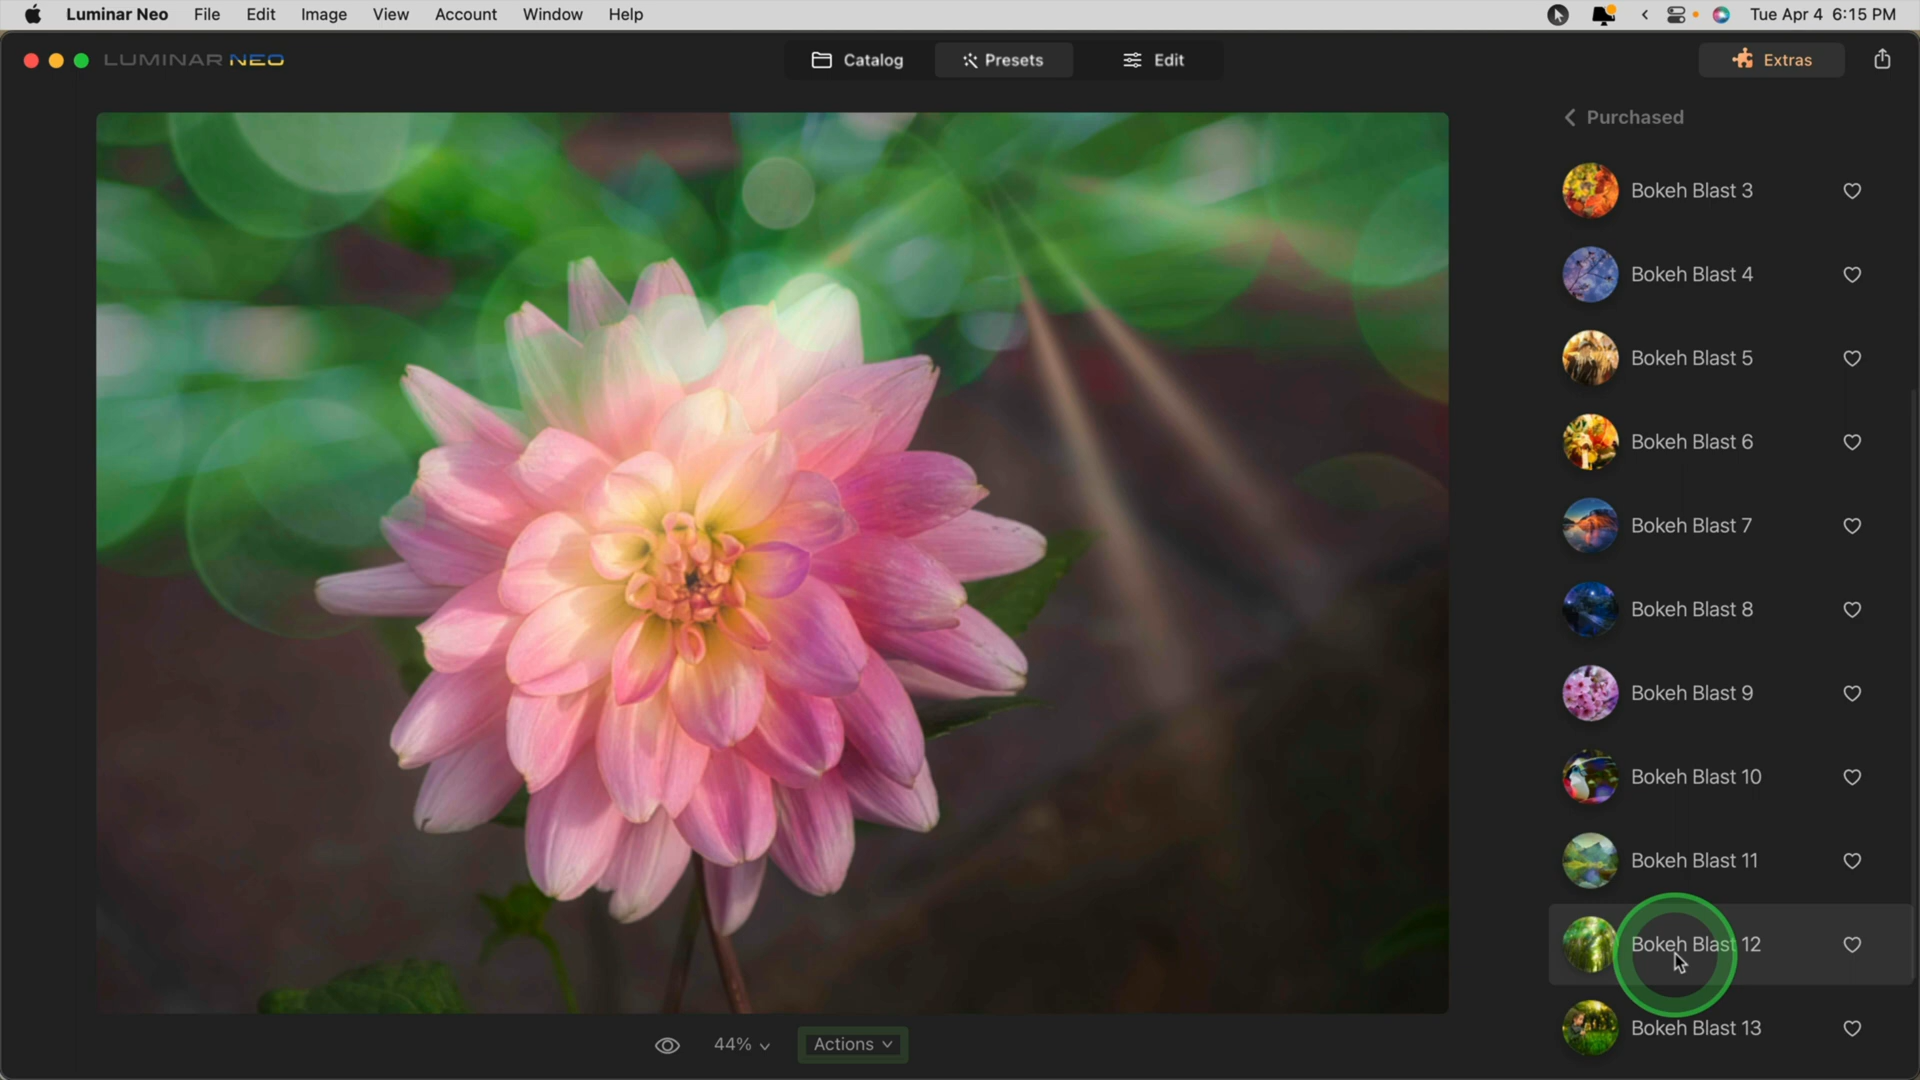 Luminar Neo File Edit Image View Account Window Help Tue Apr 4 6:15 PM
LUMINAR NEO Catalog Presets Edit Extras
Purchased
Bokeh Blast 3
Bokeh Blast 4
Bokeh Blast 5
Bokeh Blast 6
Bokeh Blast 7
Bokeh Blast 8
Bokeh Blast 9
Bokeh Blast 10
Bokeh Blast 11
Bokeh Blast 12
Bokeh Blast 13
44% Actions